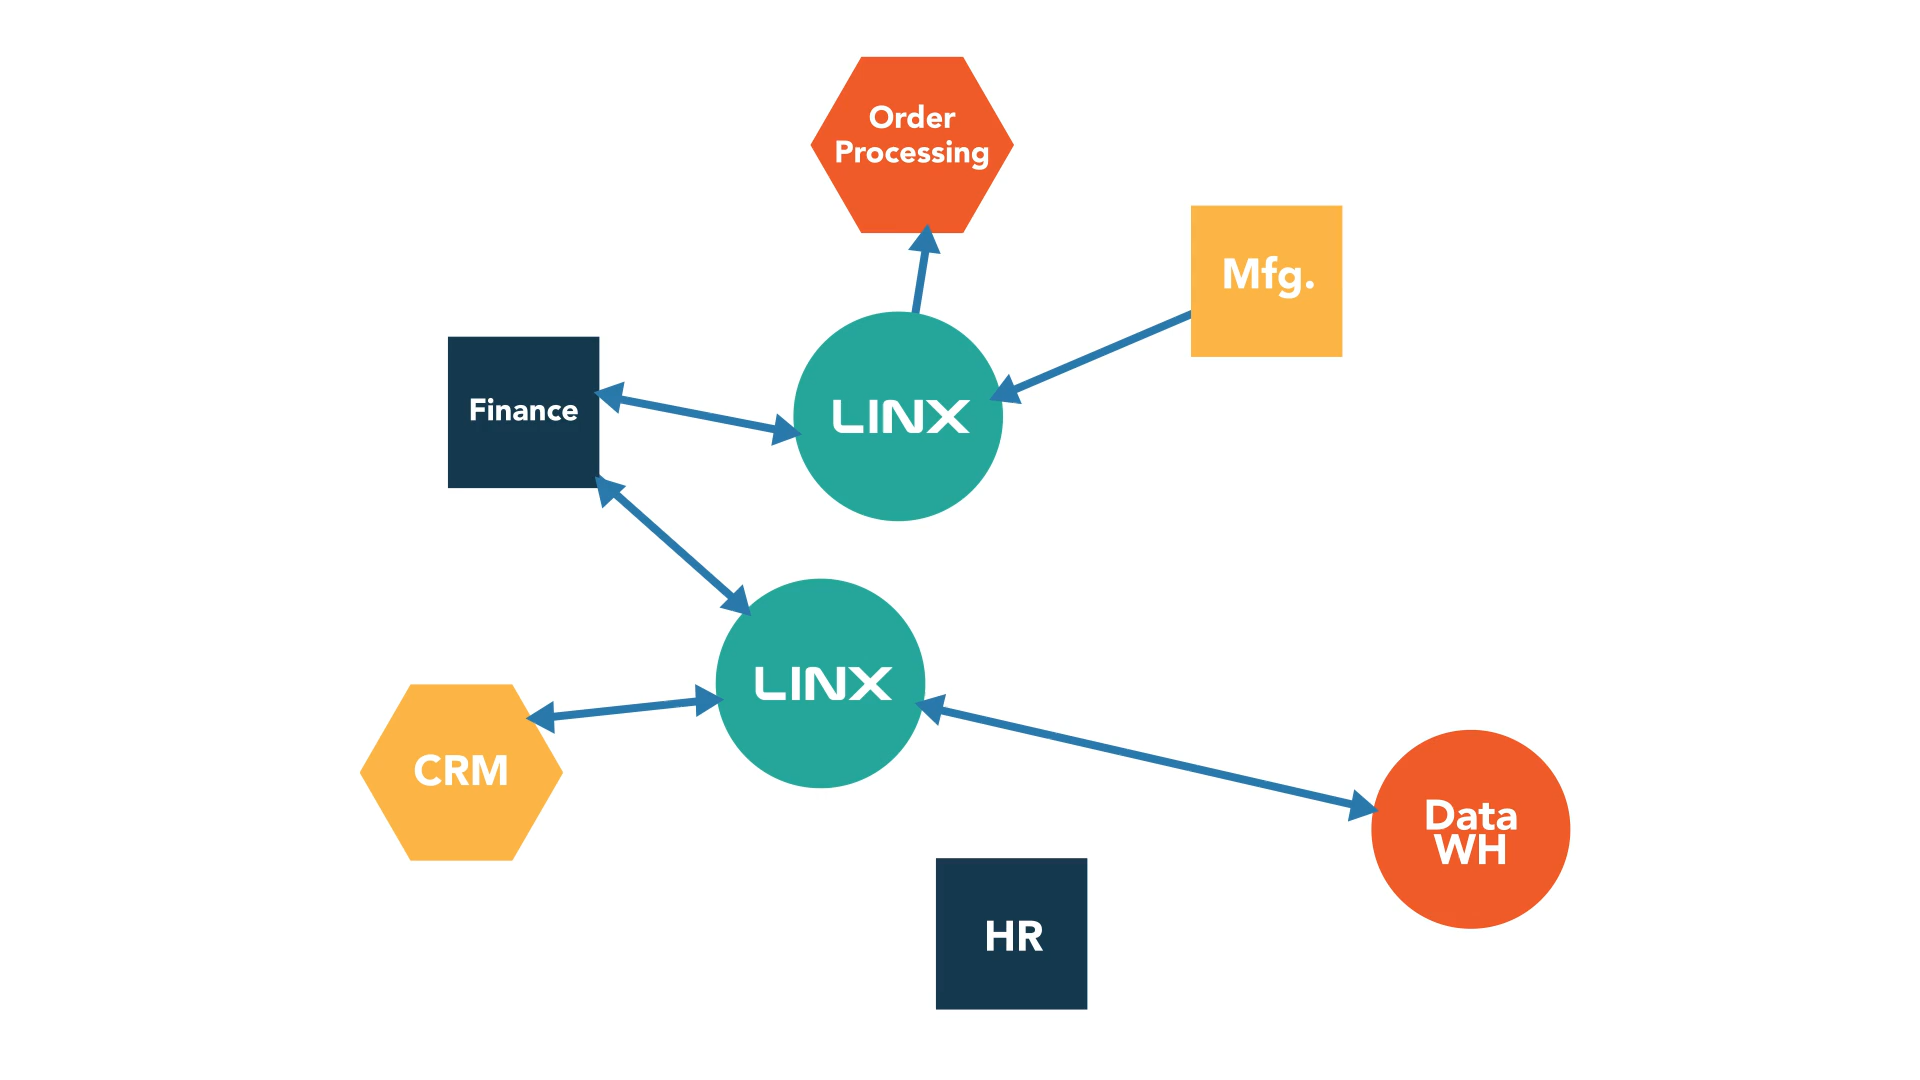 Order
Processing
Mfg.
Finance
LINX
LINX
CRM
Data
WH
HR